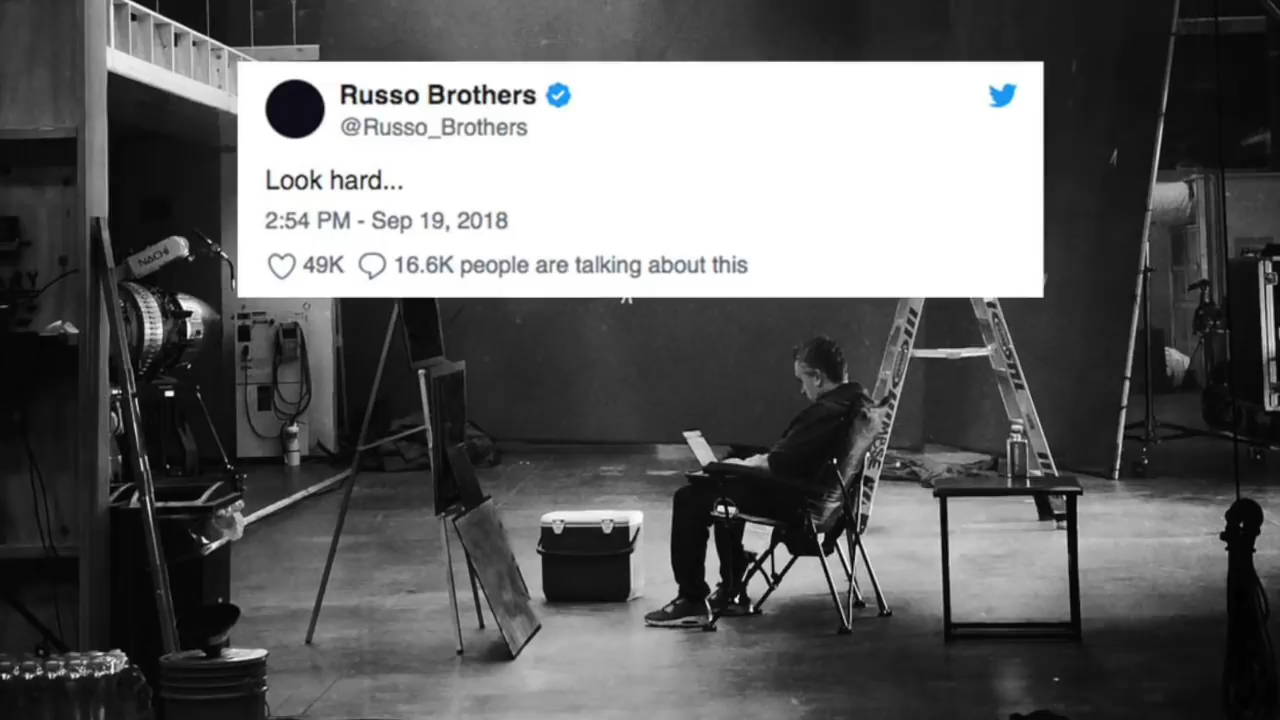 Russo Brothers
@Russo_Brothers
Look hard...
2:54 PM - Sep 19, 2018
49K 16.6K people are talking about this
NACHI